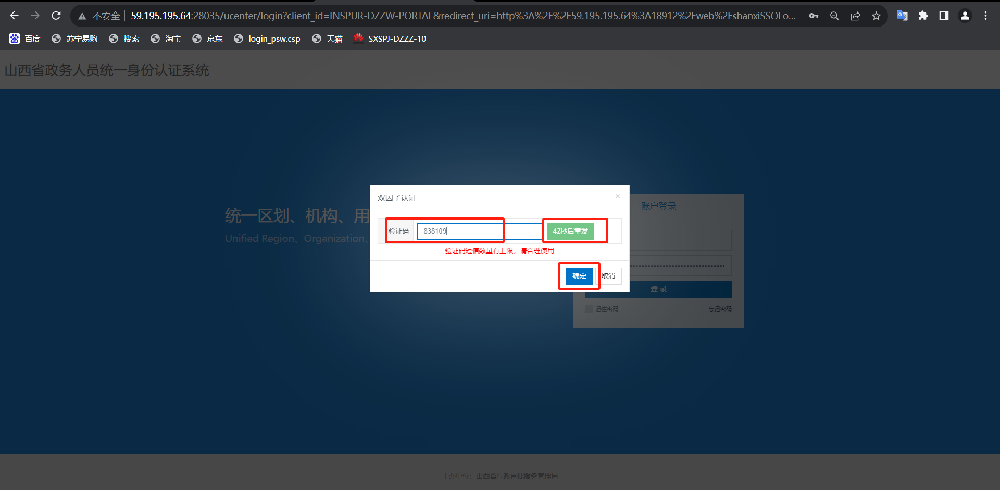 不安全 | 59.195.195.64:28035/ucenter/login?client_id=INSPUR-DZZW-PORTAL&redirect_uri=http%3A%2F%2F59.195.195.64%3A18912%2Fweb%2FshanxiSSOLo...
百度 苏宁易购 搜索 淘宝 京东 login_psw.csp 天猫 SXSPJ-DZZZ-10
山西省政务人员统一身份认证系统
双因子认证 ×
账户登录
统一区划、机构、用
*验证码 838109 42秒后重发
Unified Region、Organization、
验证码短信数量有上限，请合理使用
确定 取消
登 录
记住密码 忘记密码
主办单位：山西省行政审批服务管理局